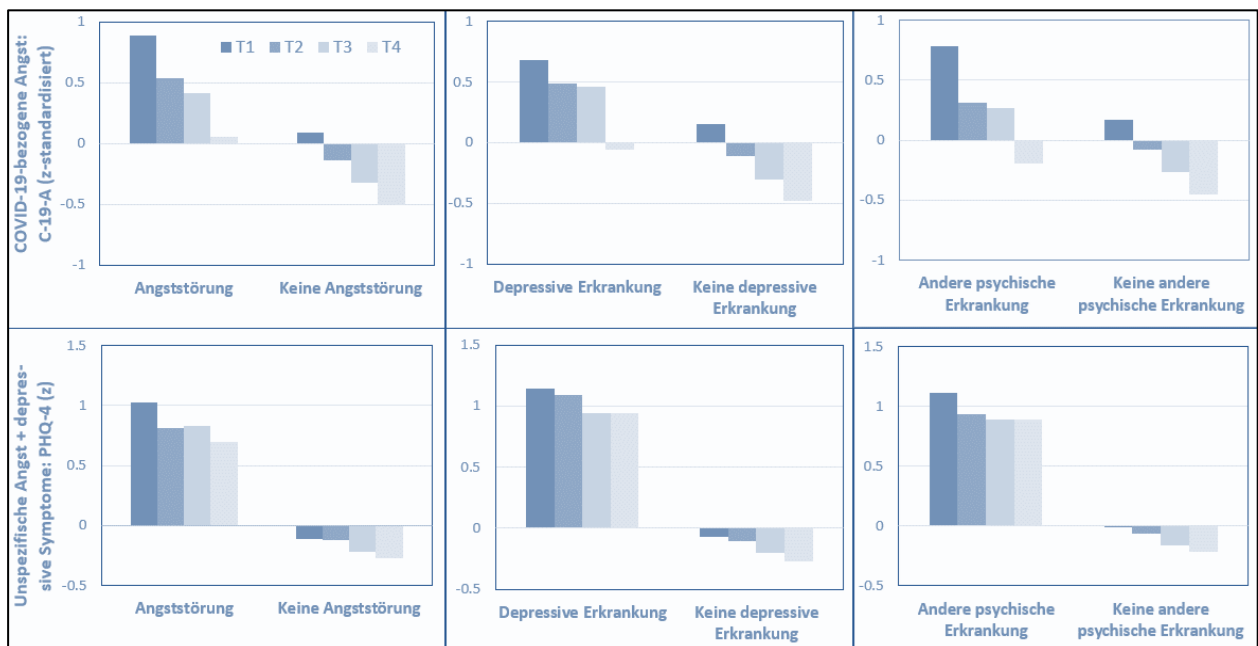 COVID-19-bezogene Angst:
C-19-A (z-standardisiert)
1
0.5
0
-0.5
-1
T1 T2 T3 T4
Angststörung Keine Angststörung
1
0.5
0
-0.5
-1
Depressive Erkrankung Keine depressive
Erkrankung
1
0.5
0
-0.5
-1
Andere psychische Keine andere
Erkrankung psychische Erkrankung
Unspezifische Angst + depres-
sive Symptome: PHQ-4 (z)
1.5
1
0.5
0
-0.5
Angststörung Keine Angststörung
1.5
1
0.5
0
-0.5
Depressive Erkrankung Keine depressive
Erkrankung
1.5
1
0.5
0
-0.5
Andere psychische Keine andere
Erkrankung psychische Erkrankung